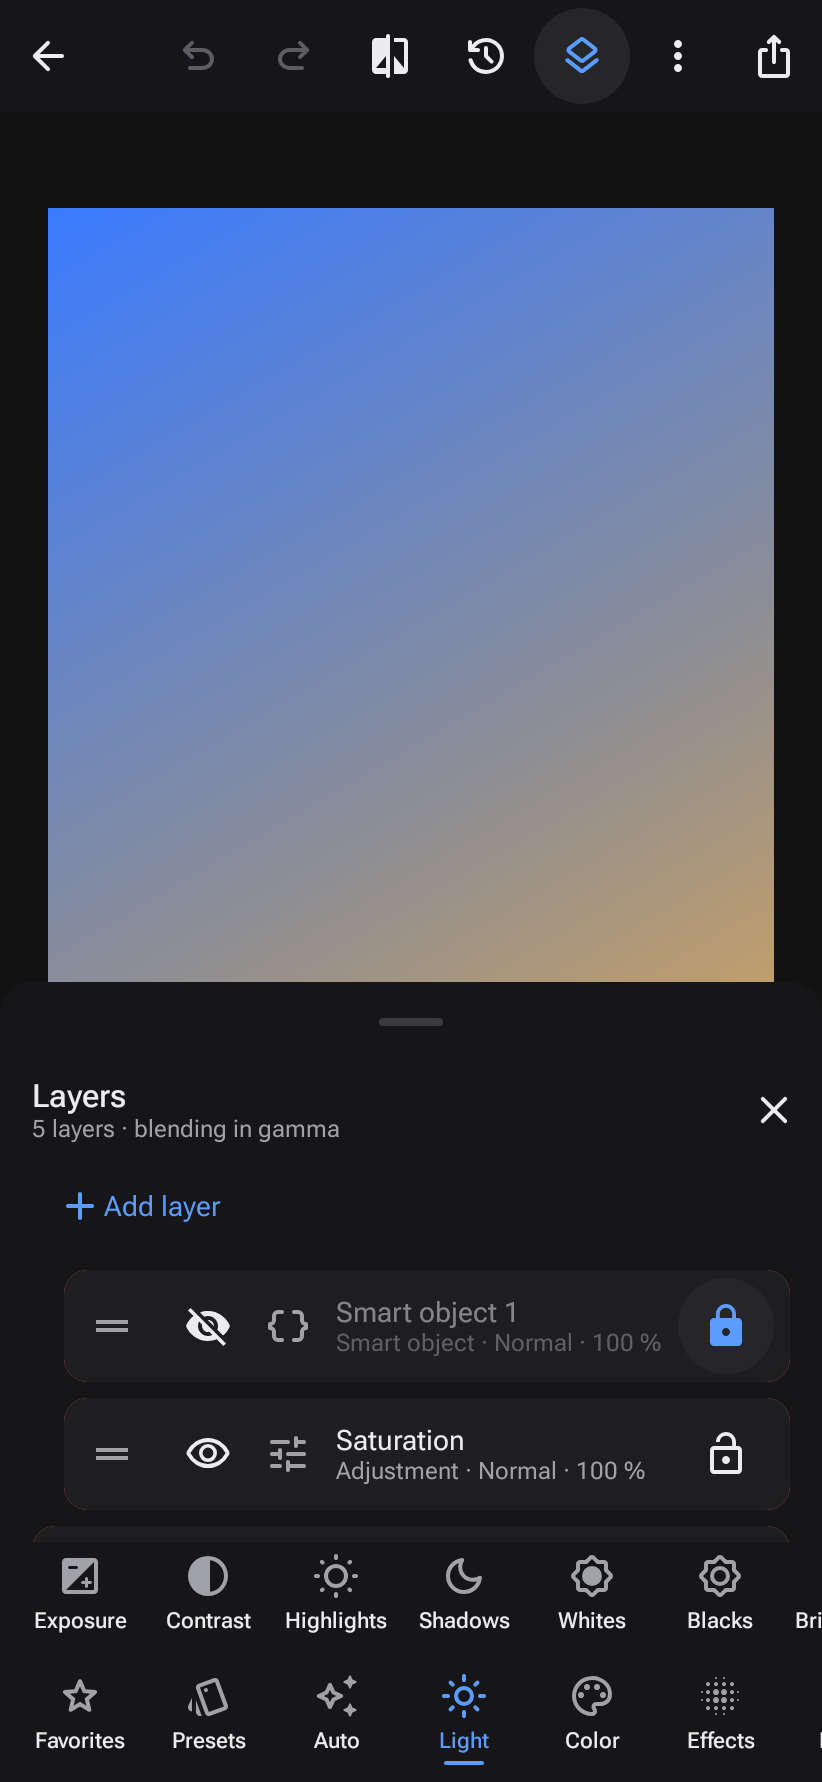 Layers
5 layers · blending in gamma
Add layer
Smart object 1
Smart object · Normal · 100 %
Saturation
Adjustment · Normal · 100 %
Exposure
Contrast
Highlights
Shadows
Whites
Blacks
Bri
Favorites
Presets
Auto
Light
Color
Effects